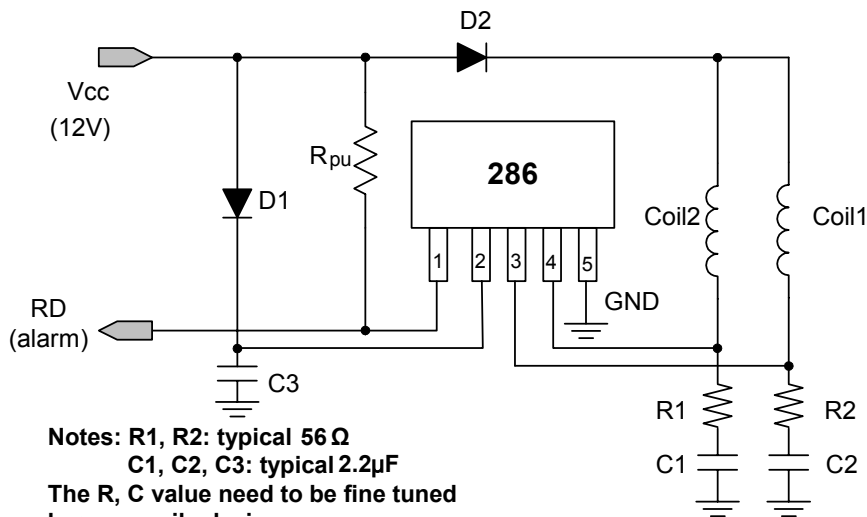 D2
Vcc
(12V)
Rpu
286
D1
Coil2
Coil1
1 2 3 4 5
GND
RD
(alarm)
C3
R1
R2
C1
C2
Notes: R1, R2: typical 56 Ω
C1, C2, C3: typical 2.2µF
The R, C value need to be fine tuned